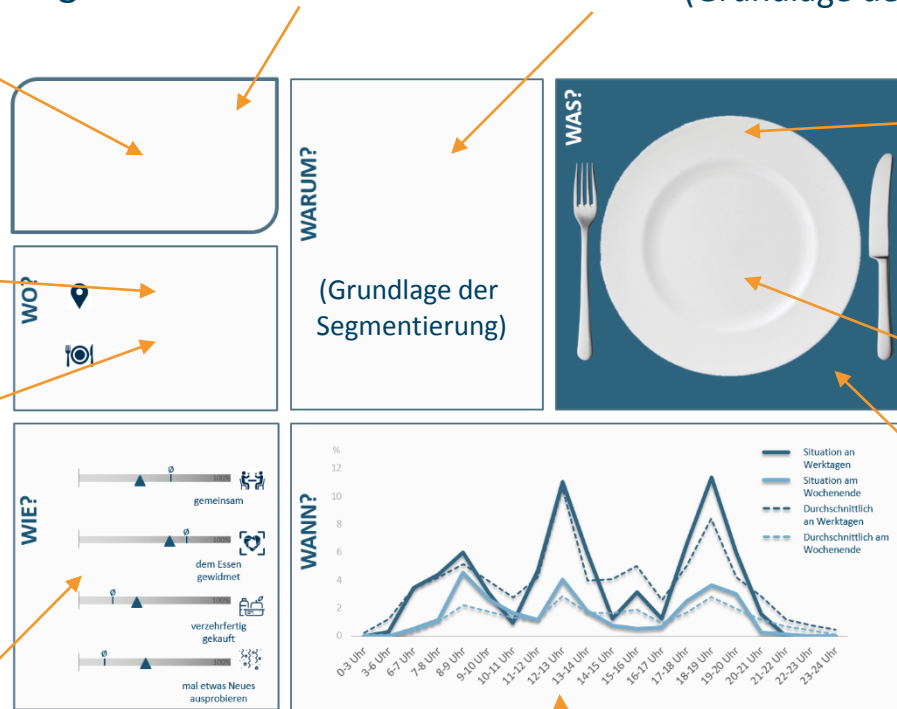 WARUM?
(Grundlage der
Segmentierung)
WAS?
WO?
WIE?
Ø
100%
gemeinsam
Ø
100%
dem Essen
gewidmet
Ø
100%
verzehrfertig
gekauft
Ø
100%
mal etwas Neues
ausprobieren
WANN?
%
12
10
8
6
4
2
0
0-3 Uhr
3-6 Uhr
6-7 Uhr
7-8 Uhr
8-9 Uhr
9-10 Uhr
10-11 Uhr
11-12 Uhr
12-13 Uhr
13-14 Uhr
14-15 Uhr
15-16 Uhr
16-17 Uhr
17-18 Uhr
18-19 Uhr
19-20 Uhr
20-21 Uhr
21-22 Uhr
22-23 Uhr
23-24 Uhr
Situation an
Werktagen
Situation am
Wochenende
Durchschnittlich
an Werktagen
Durchschnittlich am
Wochenende